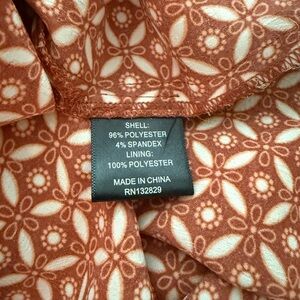 SHELL:
96% POLYESTER
4% SPANDEX
LINING:
100% POLYESTER
MADE IN CHINA
RN132829